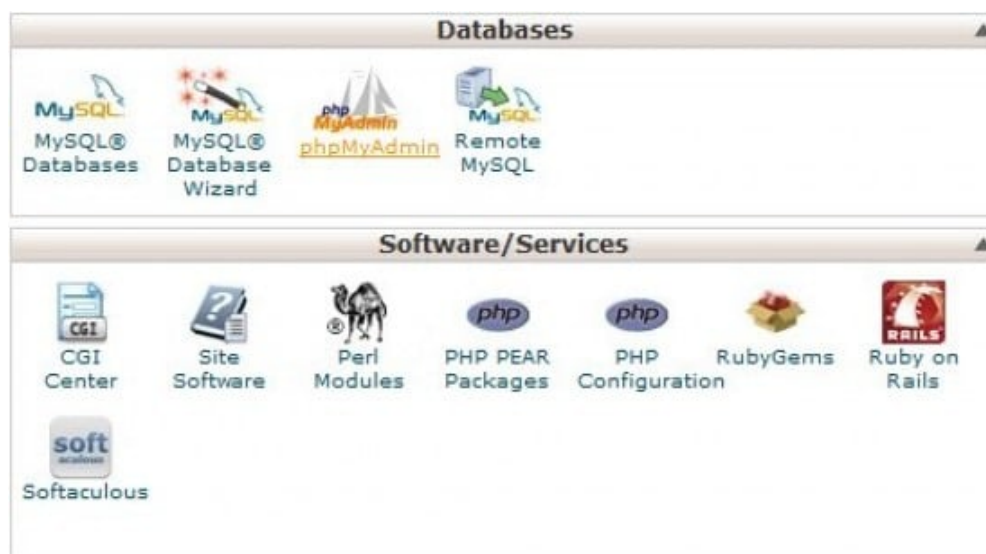 Databases
MySQL
MySQL
php
MyAdmin
MySQL
MySQL®
Databases
MySQL®
Database
Wizard
phpMyAdmin
Remote
MySQL
Software/Services
CGI
®
php
php
RAILS
CGI
Center
Site
Software
Perl
Modules
PHP PEAR
Packages
PHP
Configuration
RubyGems
Ruby on
Rails
soft
aculous
Softaculous